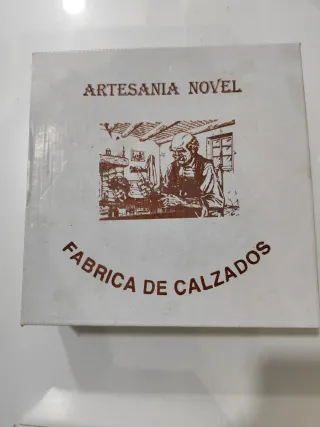 ARTESANIA NOVEL
FABRICA DE CALZADOS